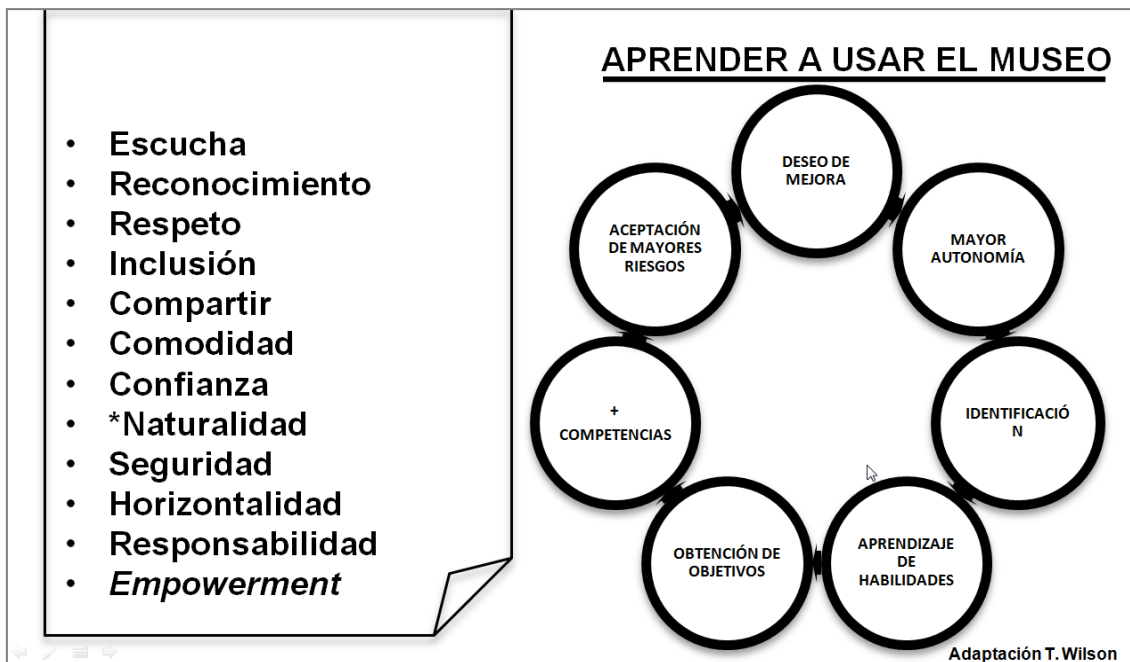 • Escucha
• Reconocimiento
• Respeto
• Inclusión
• Compartir
• Comodidad
• Confianza
• *Naturalidad
• Seguridad
• Horizontalidad
• Responsabilidad
• Empowerment
APRENDER A USAR EL MUSEO
DESEO DE
MEJORA
MAYOR
AUTONOMÍA
IDENTIFICACIÓ
N
APRENDIZAJE
DE
HABILIDADES
OBTENCIÓN DE
OBJETIVOS
+
COMPETENCIAS
ACEPTACIÓN
DE MAYORES
RIESGOS
Adaptación T. Wilson